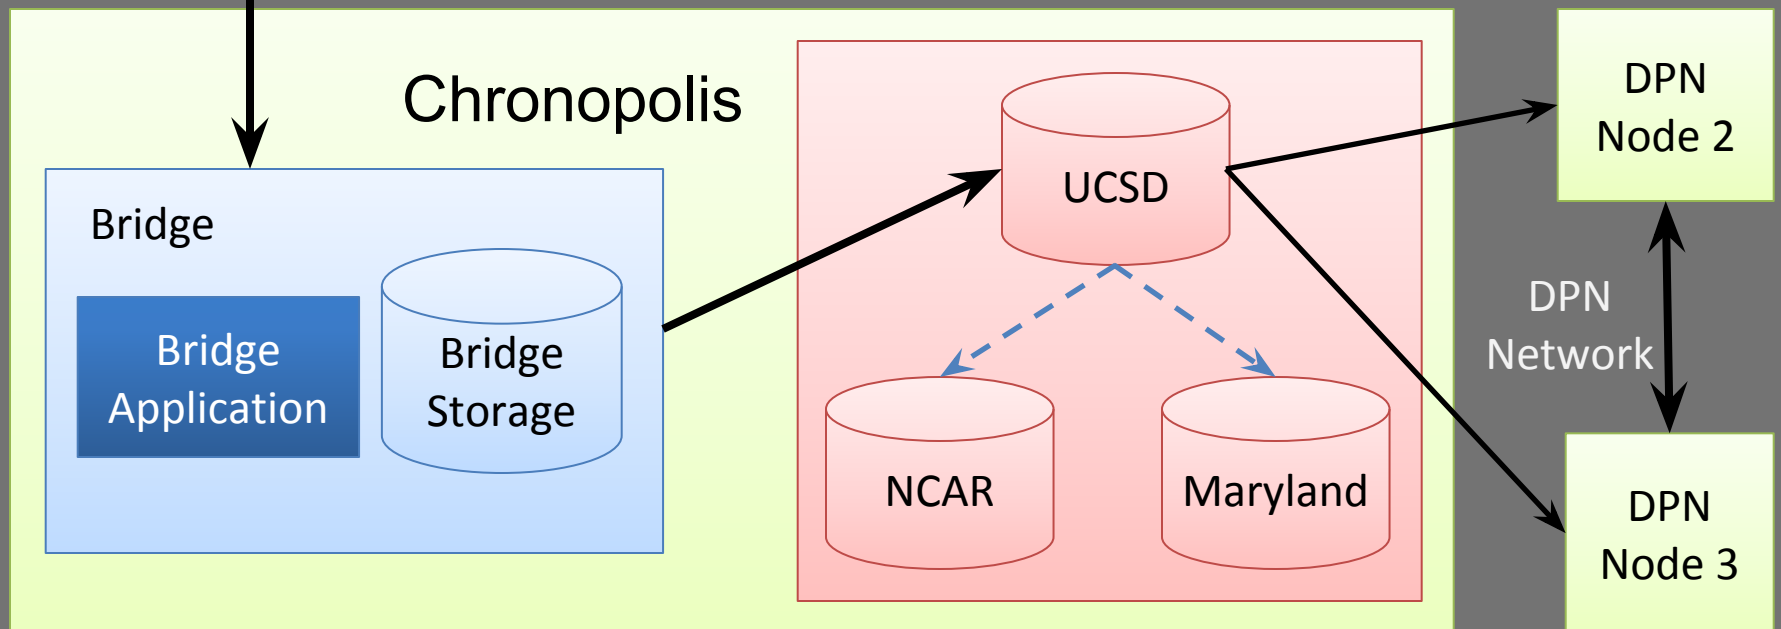 Chronopolis
Bridge
Bridge
Application
Bridge
Storage
UCSD
NCAR
Maryland
DPN
Node 2
DPN
Network
DPN
Node 3